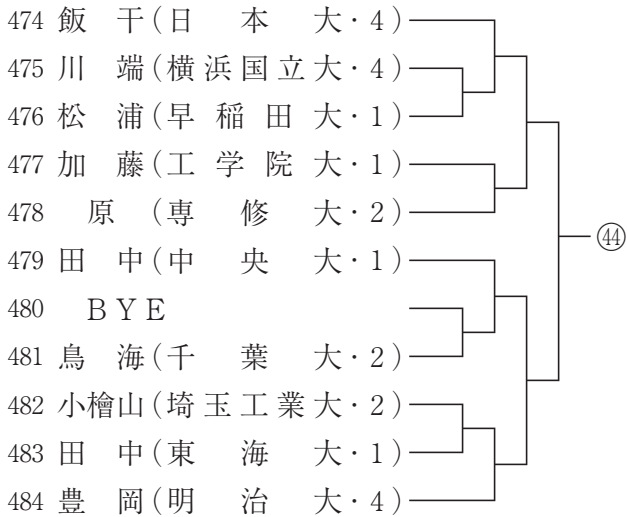 474 飯干(日本大・4)
475 川端(横浜国立大・4)
476 松浦(早稲田大・1)
477 加藤(工学院大・1)
478 原(専修大・2)
479 田中(中央大・1)
480 BYE
481 鳥海(千葉大・2)
482 小檜山(埼玉工業大・2)
483 田中(東海大・1)
484 豊岡(明治大・4)
㊹